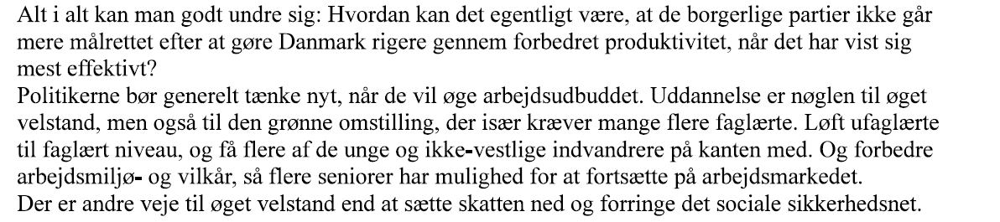 Alt i alt kan man godt undre sig: Hvordan kan det egentligt være, at de borgerlige partier ikke går
mere målrettet efter at gøre Danmark rigere gennem forbedret produktivitet, når det har vist sig
mest effektivt?
Politikerne bør generelt tænke nyt, når de vil øge arbejdsudbuddet. Uddannelse er nøglen til øget
velstand, men også til den grønne omstilling, der især kræver mange flere faglærte. Løft ufaglærte
til faglært niveau, og få flere af de unge og ikke-vestlige indvandrere på kanten med. Og forbedre
arbejdsmiljø- og vilkår, så flere seniorer har mulighed for at fortsætte på arbejdsmarkedet.
Der er andre veje til øget velstand end at sætte skatten ned og forringe det sociale sikkerhedsnet.